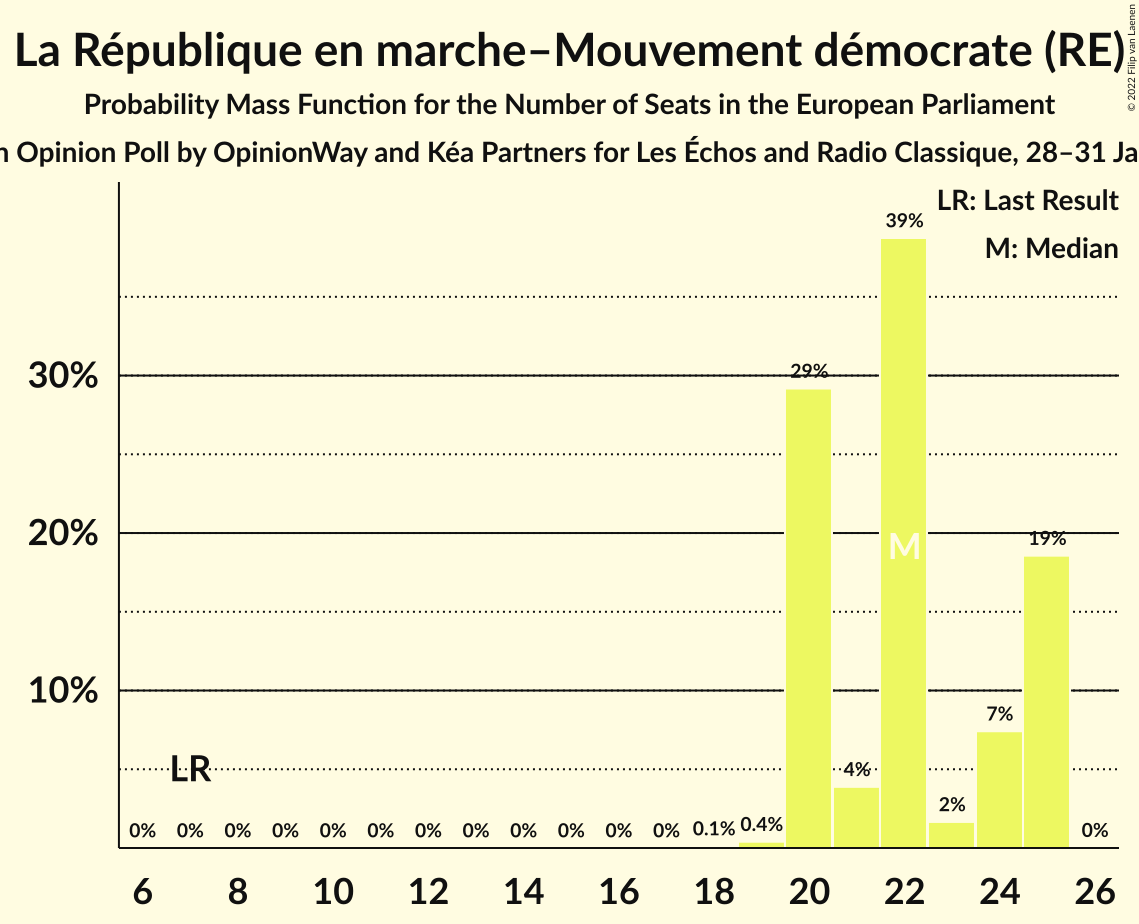 La République en marche–Mouvement démocrate (RE)
© 2022 Filip van Laenen
Probability Mass Function for the Number of Seats in the European Parliament
n Opinion Poll by OpinionWay and Kéa Partners for Les Échos and Radio Classique, 28–31 Ja
LR: Last Result
M: Median
39%
30%
29%
20%
19%
M
10%
7%
LR
4%
2%
0% 0% 0% 0% 0% 0% 0% 0% 0% 0% 0% 0% 0.1% 0.4% 0%
6 8 10 12 14 16 18 20 22 24 26